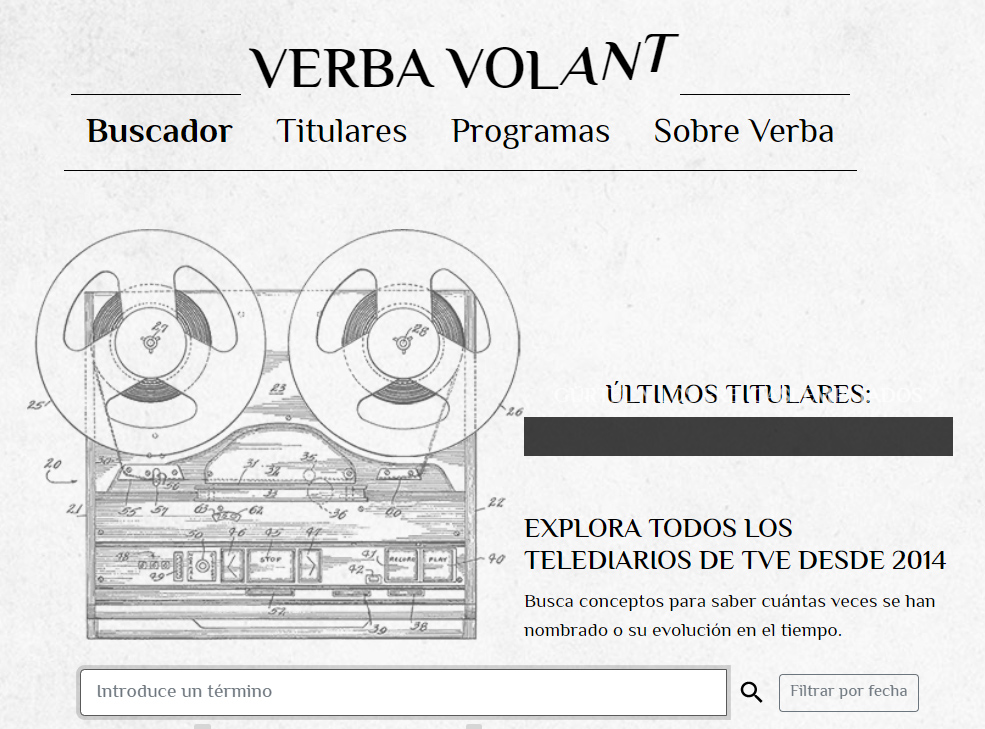 VERBA VOLANT
Buscador Titulares Programas Sobre Verba
27
28
23
25
26
ÚLTIMOS TITULARES:
20
30
31
32
35
56
55
57
33
36
60
21
22
63
62
EXPLORA TODOS LOS
TELEDIARIOS DE TVE DESDE 2014
50
46
45
47
48
49
STOP
41
42
RECORD
PLAY
40
52
39
38
Busca conceptos para saber cuántas veces se han
nombrado o su evolución en el tiempo.
Introduce un término
Filtrar por fecha